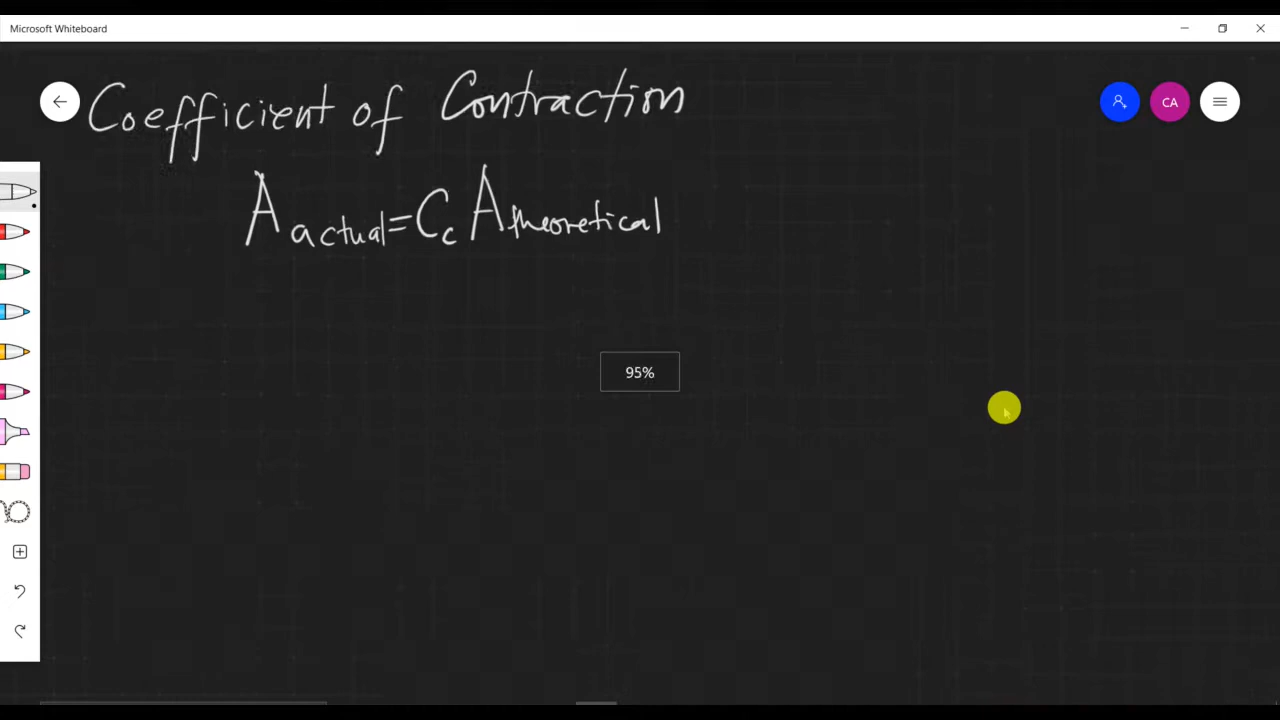 Microsoft Whiteboard
Coefficient of Contraction
CA
A actual = Cc A theoretical
95%